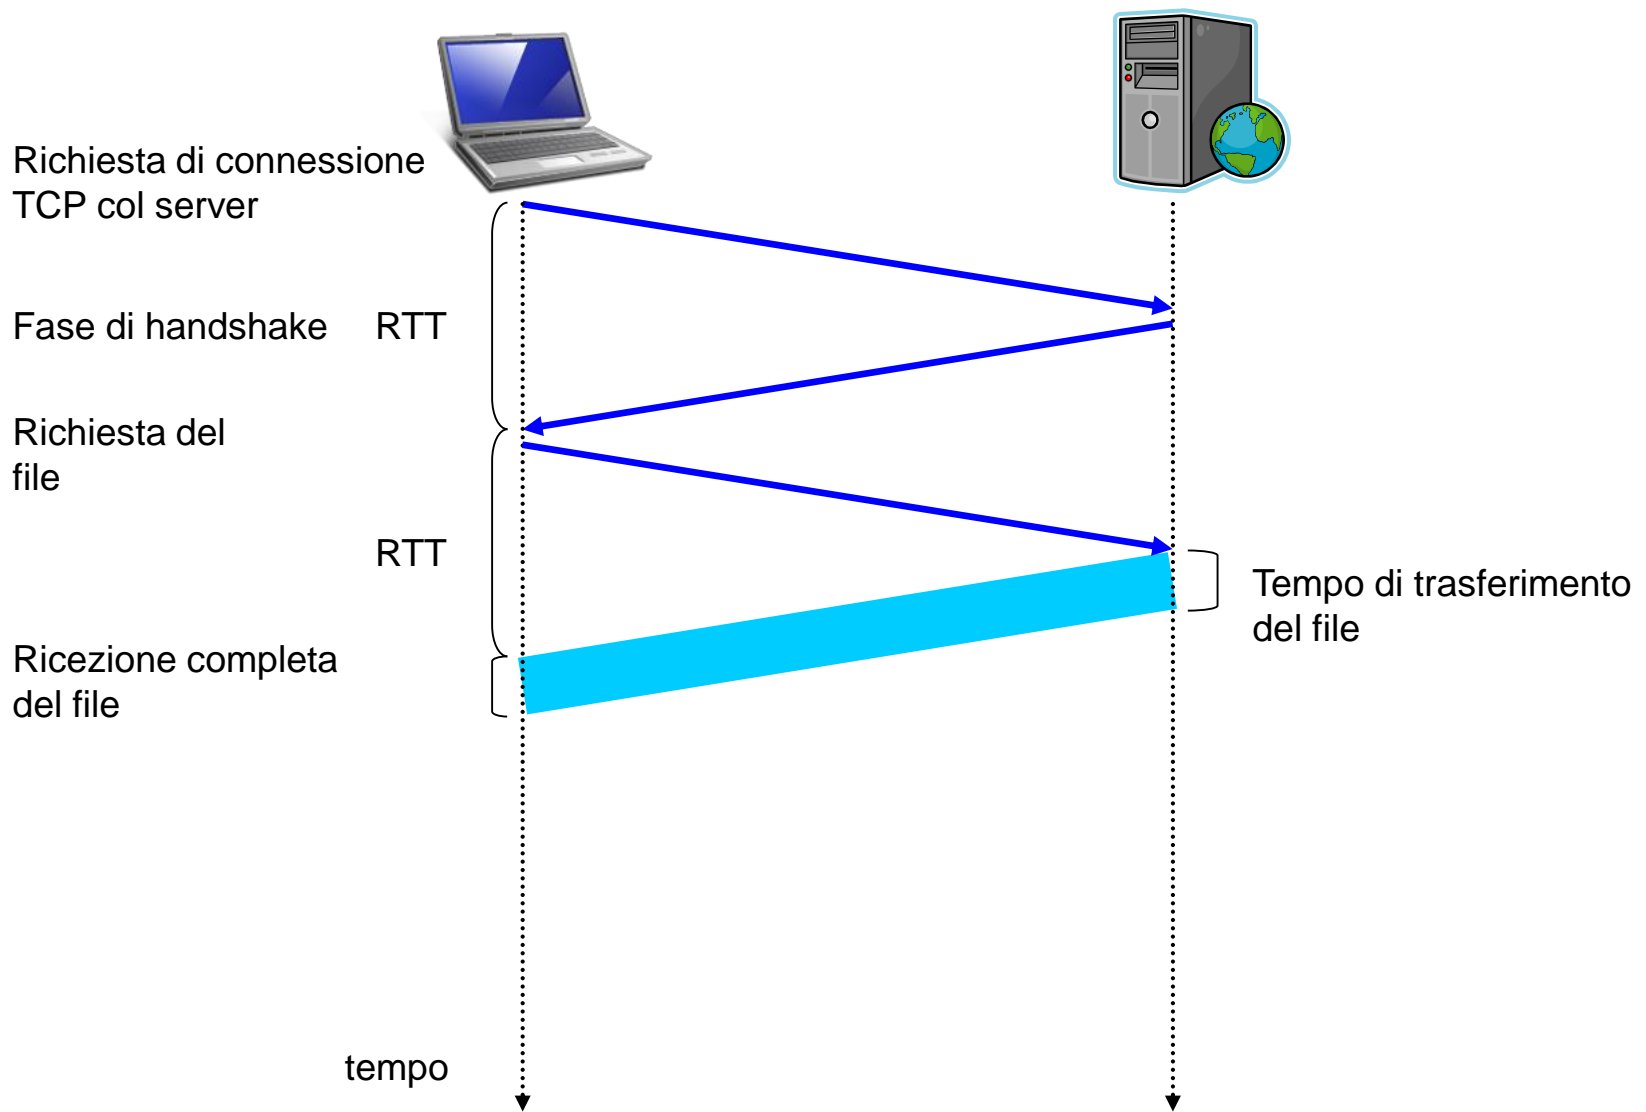 Richiesta di connessione
TCP col server
Fase di handshake
RTT
Richiesta del
file
RTT
Tempo di trasferimento
del file
Ricezione completa
del file
tempo